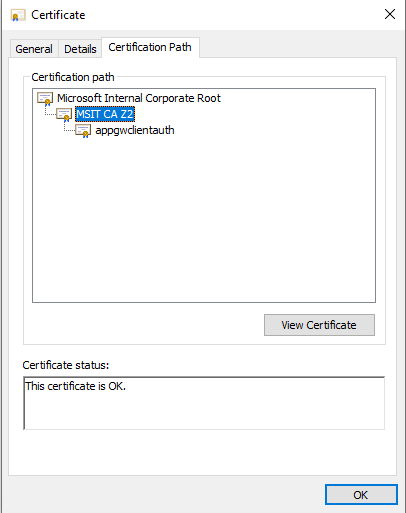 Certificate
General Details Certification Path
Certification path
Microsoft Internal Corporate Root
MSIT CA Z2
appgwclientauth
View Certificate
Certificate status:
This certificate is OK.
OK